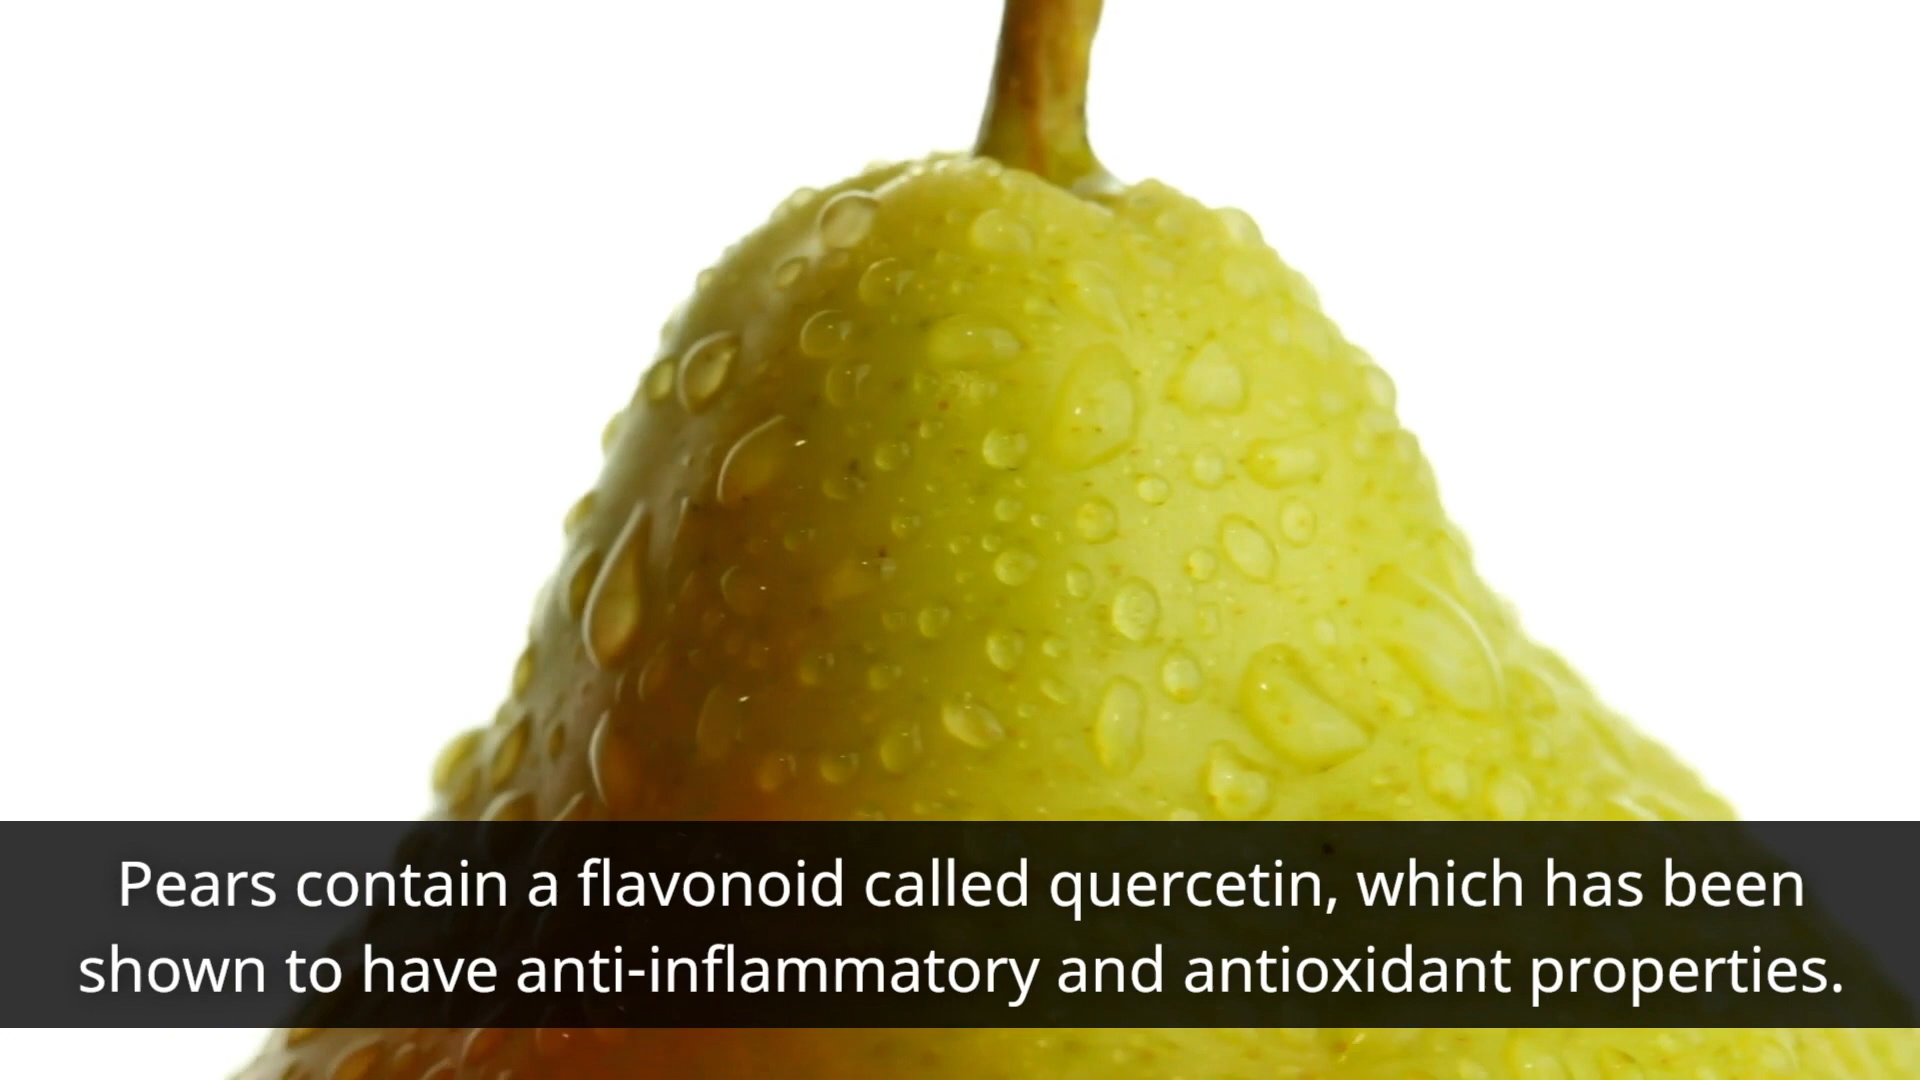 Pears contain a flavonoid called quercetin, which has been
shown to have anti-inflammatory and antioxidant properties.